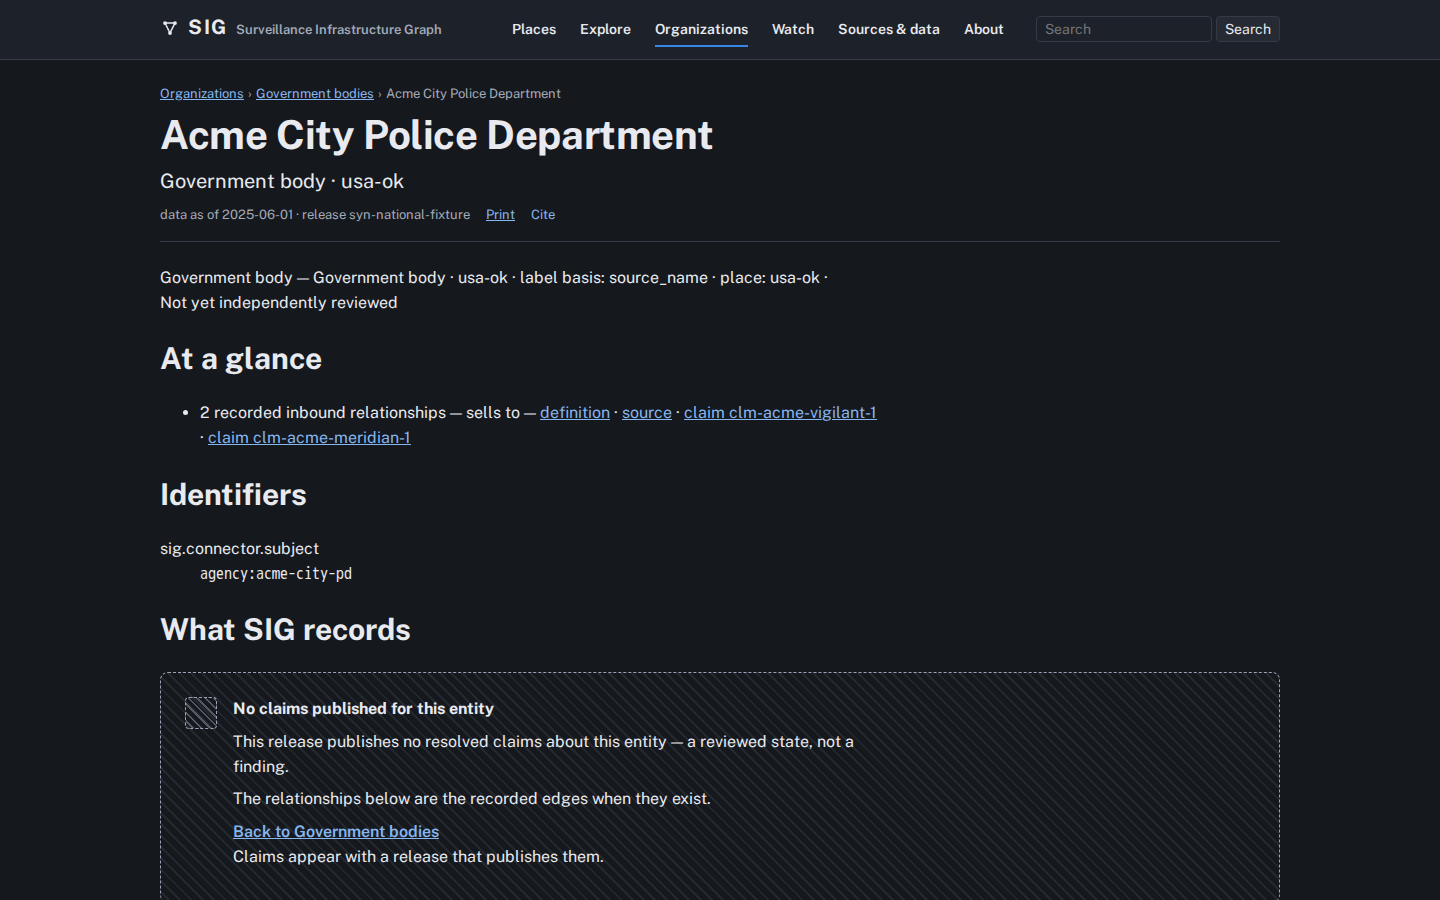 SIG Surveillance Infrastructure Graph Places Explore Organizations Watch Sources & data About Search Search
Organizations › Government bodies › Acme City Police Department
Acme City Police Department
Government body · usa-ok
data as of 2025-06-01 · release syn-national-fixture Print Cite
Government body — Government body · usa-ok · label basis: source_name · place: usa-ok ·
Not yet independently reviewed
At a glance
• 2 recorded inbound relationships — sells to — definition · source · claim clm-acme-vigilant-1
· claim clm-acme-meridian-1
Identifiers
sig.connector.subject
agency:acme-city-pd
What SIG records
No claims published for this entity
This release publishes no resolved claims about this entity — a reviewed state, not a
finding.
The relationships below are the recorded edges when they exist.
Back to Government bodies
Claims appear with a release that publishes them.